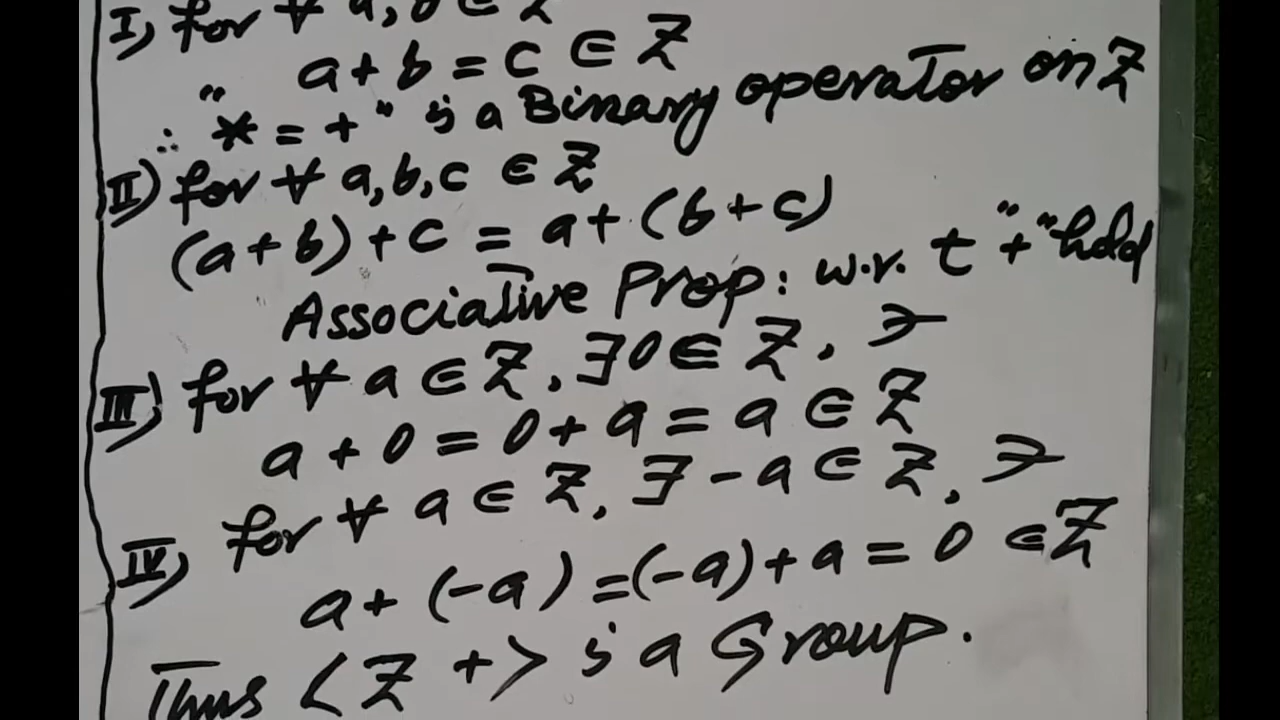 I) for ∀ a, b ∈ Z
a + b = c ∈ Z
∴ "* = +" is a Binary operator on Z
II) for ∀ a, b, c ∈ Z
(a + b) + c = a + (b + c)
Associative Prop: w.r.t "+" hold
III) for ∀ a ∈ Z, ∃ 0 ∈ Z, ∋
a + 0 = 0 + a = a ∈ Z
IV) for ∀ a ∈ Z, ∃ -a ∈ Z, ∋
a + (-a) = (-a) + a = 0 ∈ Z
Thus < Z + > is a Group.